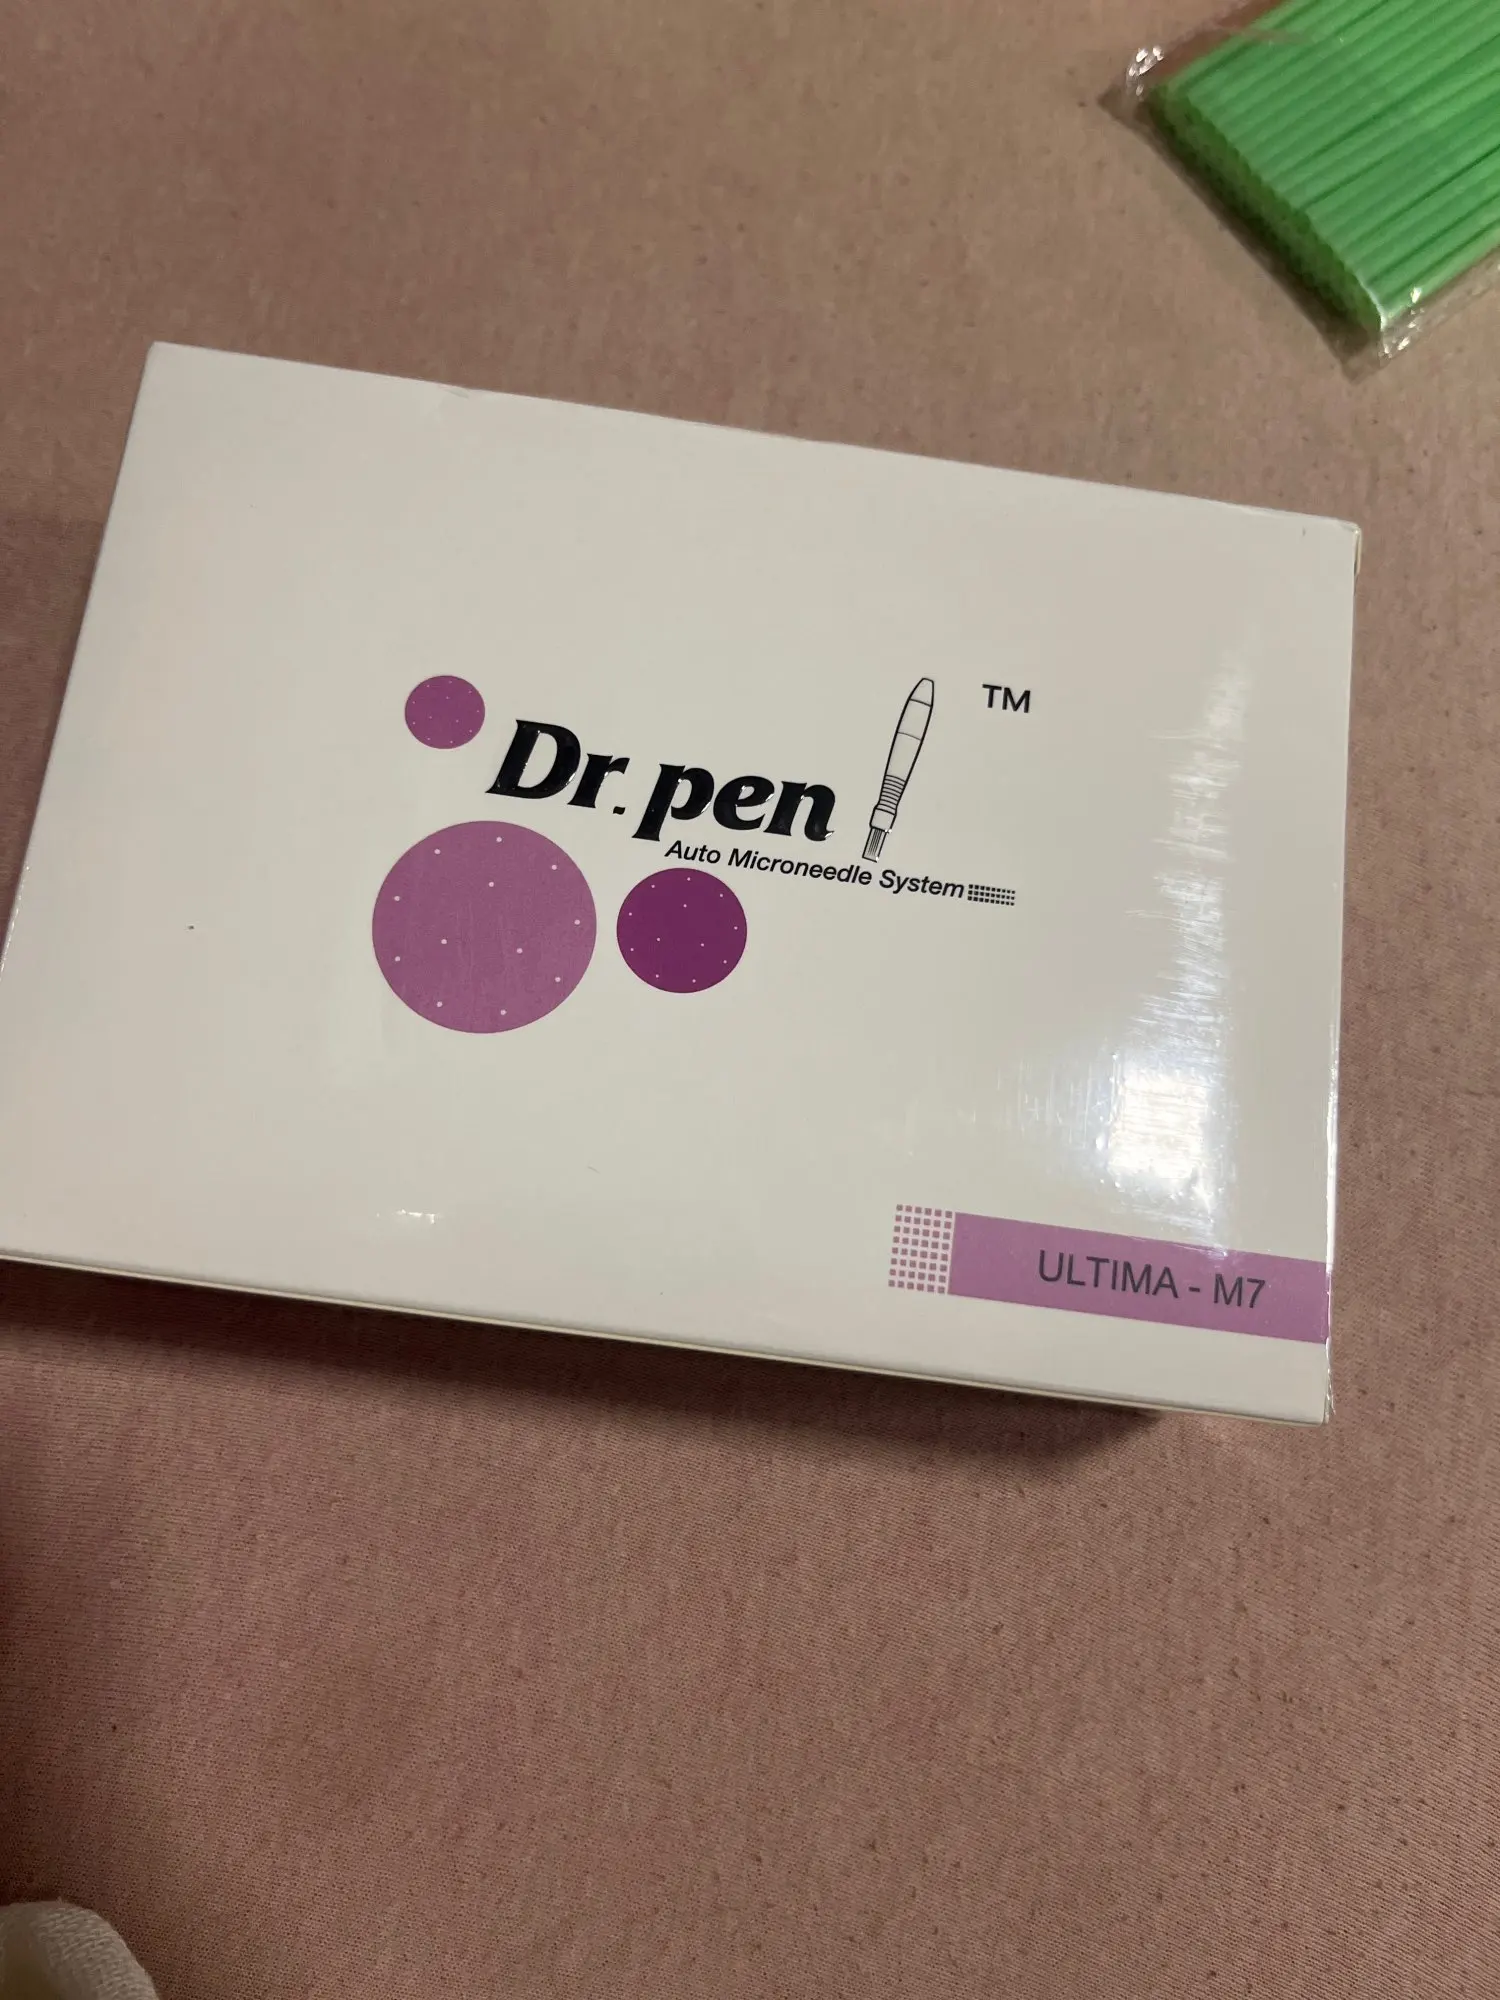 Dr. pen TM
Auto Microneedle System
ULTIMA - M7